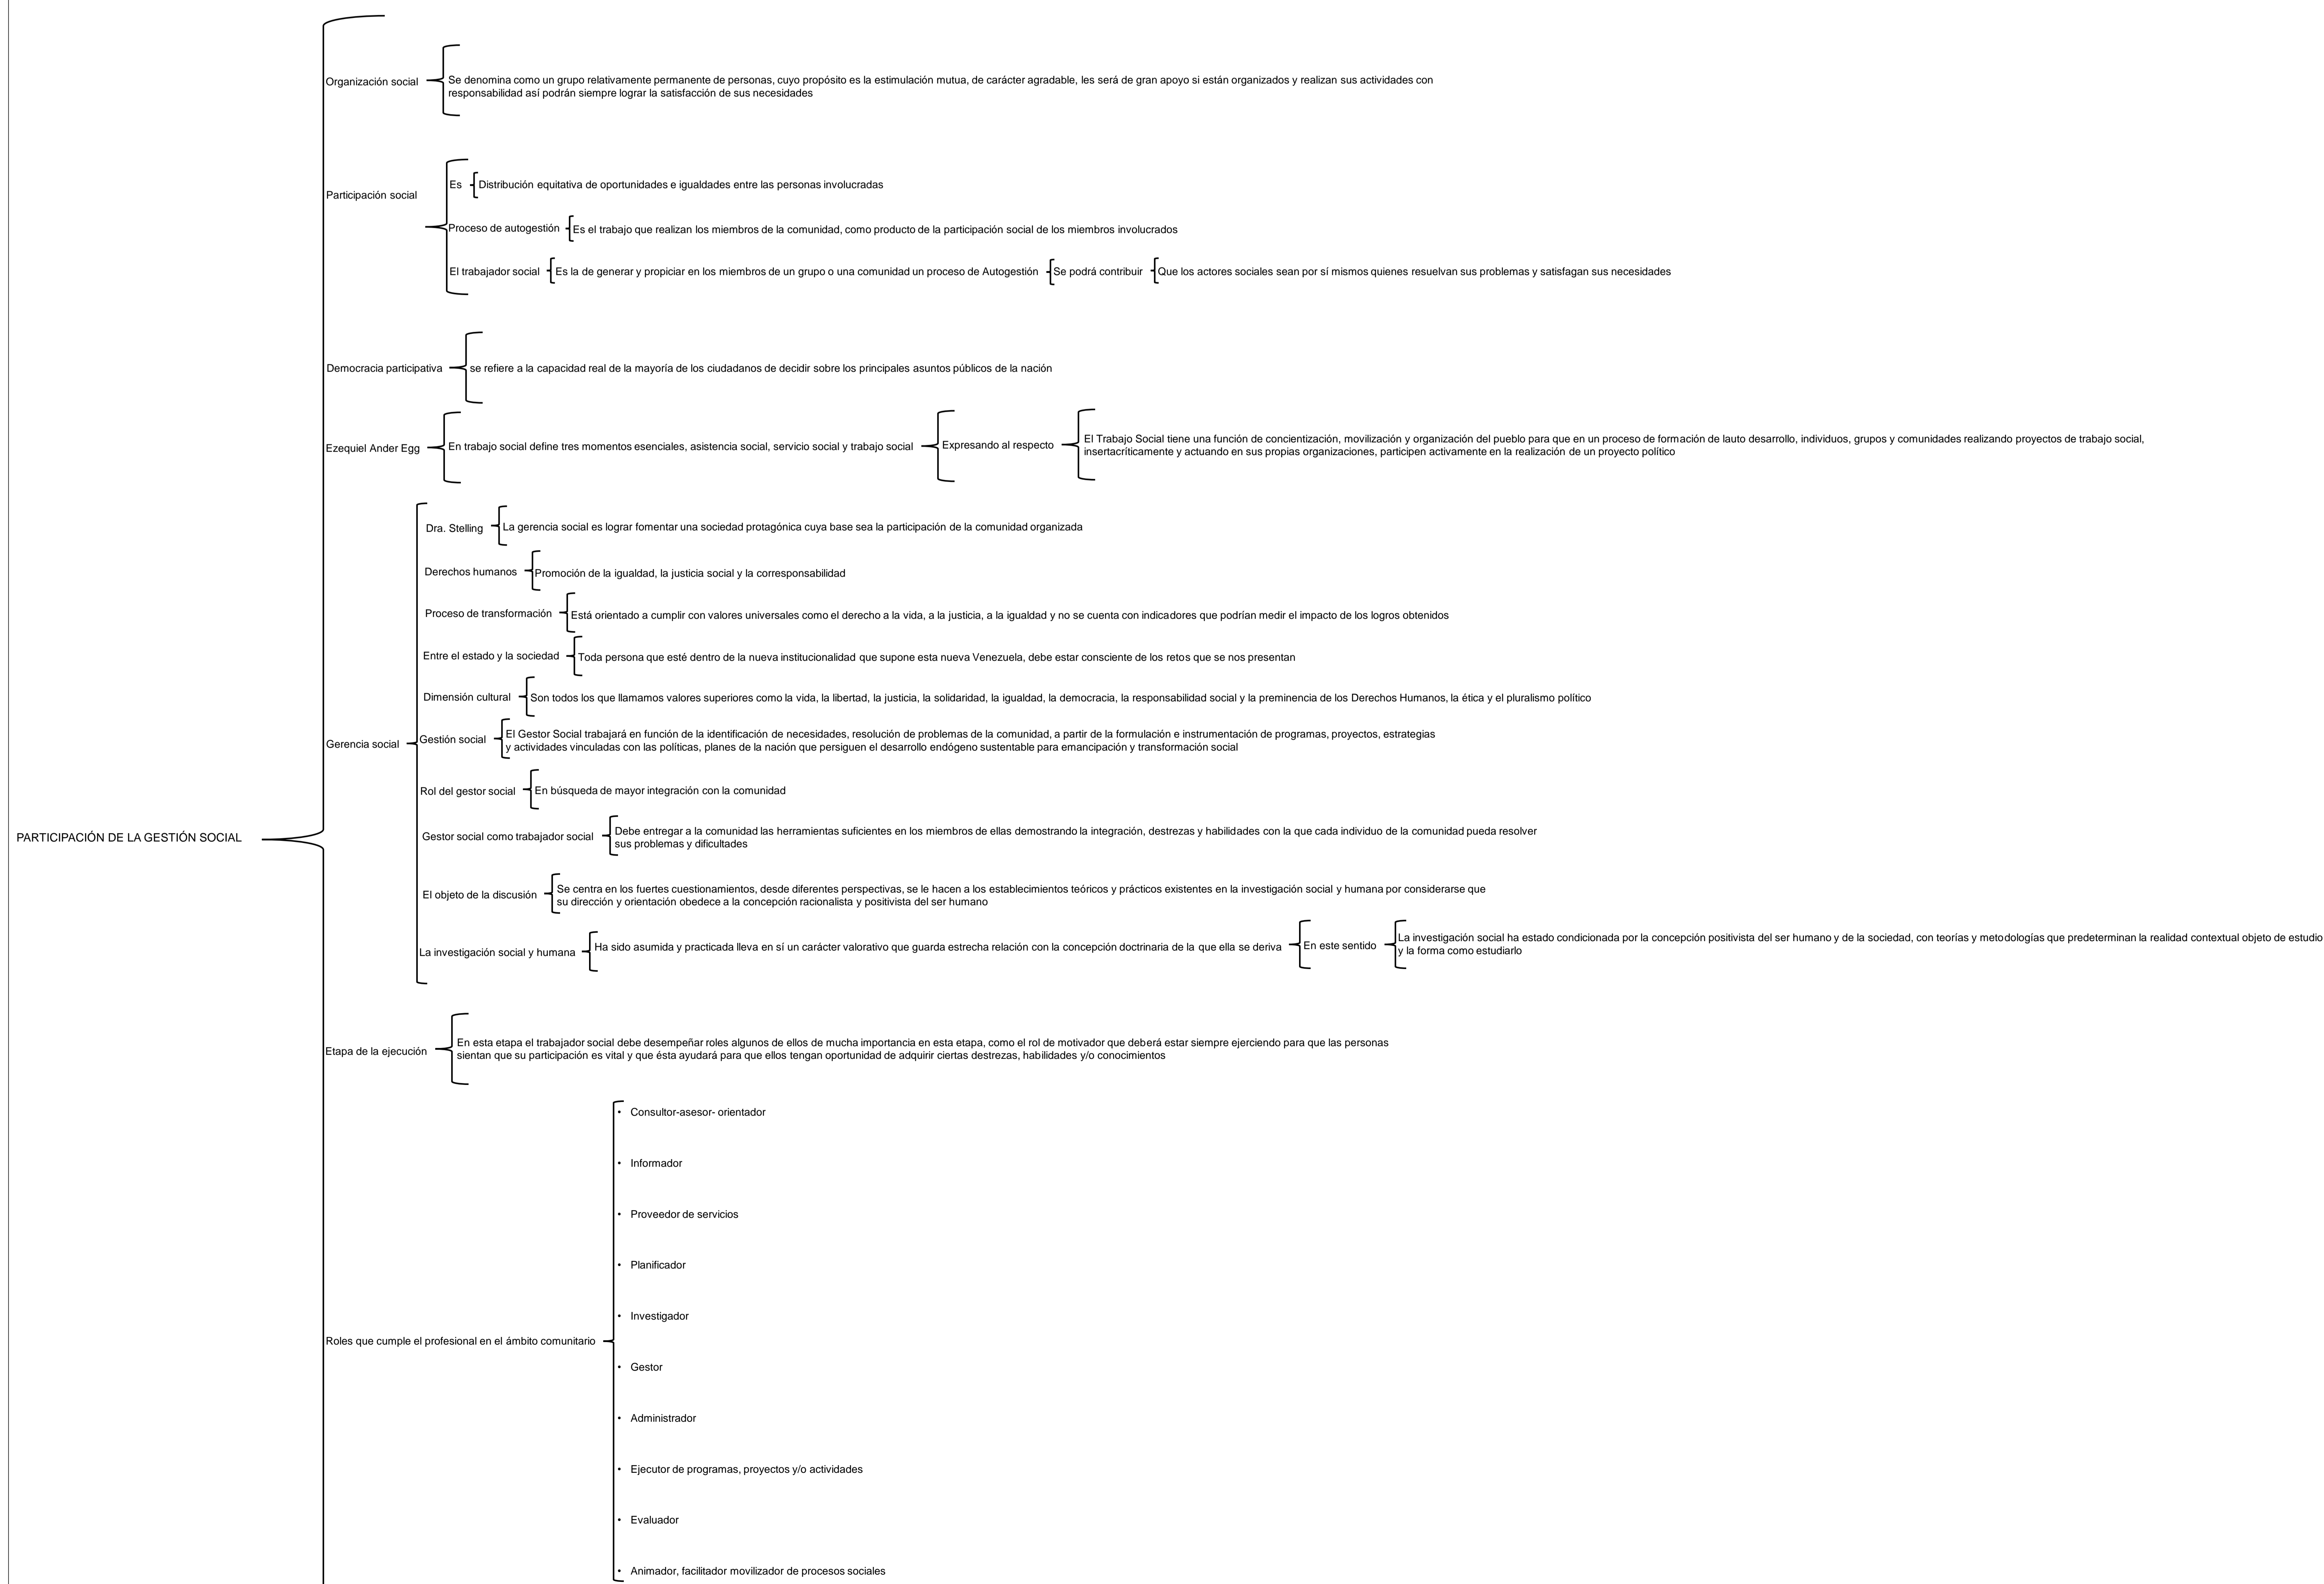 PARTICIPACIÓN DE LA GESTIÓN SOCIAL
Organización social
Se denomina como un grupo relativamente permanente de personas, cuyo propósito es la estimulación mutua, de carácter agradable, les será de gran apoyo si están organizados y realizan sus actividades con
responsabilidad así podrán siempre lograr la satisfacción de sus necesidades
Participación social
Es
Distribución equitativa de oportunidades e igualdades entre las personas involucradas
Proceso de autogestión
Es el trabajo que realizan los miembros de la comunidad, como producto de la participación social de los miembros involucrados
El trabajador social
Es la de generar y propiciar en los miembros de un grupo o una comunidad un proceso de Autogestión
Se podrá contribuir
Que los actores sociales sean por sí mismos quienes resuelvan sus problemas y satisfagan sus necesidades
Democracia participativa
se refiere a la capacidad real de la mayoría de los ciudadanos de decidir sobre los principales asuntos públicos de la nación
Ezequiel Ander Egg
En trabajo social define tres momentos esenciales, asistencia social, servicio social y trabajo social
Expresando al respecto
El Trabajo Social tiene una función de concientización, movilización y organización del pueblo para que en un proceso de formación de lauto desarrollo, individuos, grupos y comunidades realizando proyectos de trabajo social,
insertacríticamente y actuando en sus propias organizaciones, participen activamente en la realización de un proyecto político
Gerencia social
Dra. Stelling
La gerencia social es lograr fomentar una sociedad protagónica cuya base sea la participación de la comunidad organizada
Derechos humanos
Promoción de la igualdad, la justicia social y la corresponsabilidad
Proceso de transformación
Está orientado a cumplir con valores universales como el derecho a la vida, a la justicia, a la igualdad y no se cuenta con indicadores que podrían medir el impacto de los logros obtenidos
Entre el estado y la sociedad
Toda persona que esté dentro de la nueva institucionalidad que supone esta nueva Venezuela, debe estar consciente de los retos que se nos presentan
Dimensión cultural
Son todos los que llamamos valores superiores como la vida, la libertad, la justicia, la solidaridad, la igualdad, la democracia, la responsabilidad social y la preminencia de los Derechos Humanos, la ética y el pluralismo político
Gestión social
El Gestor Social trabajará en función de la identificación de necesidades, resolución de problemas de la comunidad, a partir de la formulación e instrumentación de programas, proyectos, estrategias
y actividades vinculadas con las políticas, planes de la nación que persiguen el desarrollo endógeno sustentable para emancipación y transformación social
Rol del gestor social
En búsqueda de mayor integración con la comunidad
Gestor social como trabajador social
Debe entregar a la comunidad las herramientas suficientes en los miembros de ellas demostrando la integración, destrezas y habilidades con la que cada individuo de la comunidad pueda resolver
sus problemas y dificultades
El objeto de la discusión
Se centra en los fuertes cuestionamientos, desde diferentes perspectivas, se le hacen a los establecimientos teóricos y prácticos existentes en la investigación social y humana por considerarse que
su dirección y orientación obedece a la concepción racionalista y positivista del ser humano
La investigación social y humana
Ha sido asumida y practicada lleva en sí un carácter valorativo que guarda estrecha relación con la concepción doctrinaria de la que ella se deriva
En este sentido
La investigación social ha estado condicionada por la concepción positivista del ser humano y de la sociedad, con teorías y metodologías que predeterminan la realidad contextual objeto de estudio
y la forma como estudiarlo
Etapa de la ejecución
En esta etapa el trabajador social debe desempeñar roles algunos de ellos de mucha importancia en esta etapa, como el rol de motivador que deberá estar siempre ejerciendo para que las personas
sientan que su participación es vital y que ésta ayudará para que ellos tengan oportunidad de adquirir ciertas destrezas, habilidades y/o conocimientos
Roles que cumple el profesional en el ámbito comunitario
• Consultor-asesor- orientador
• Informador
• Proveedor de servicios
• Planificador
• Investigador
• Gestor
• Administrador
• Ejecutor de programas, proyectos y/o actividades
• Evaluador
• Animador, facilitador movilizador de procesos sociales